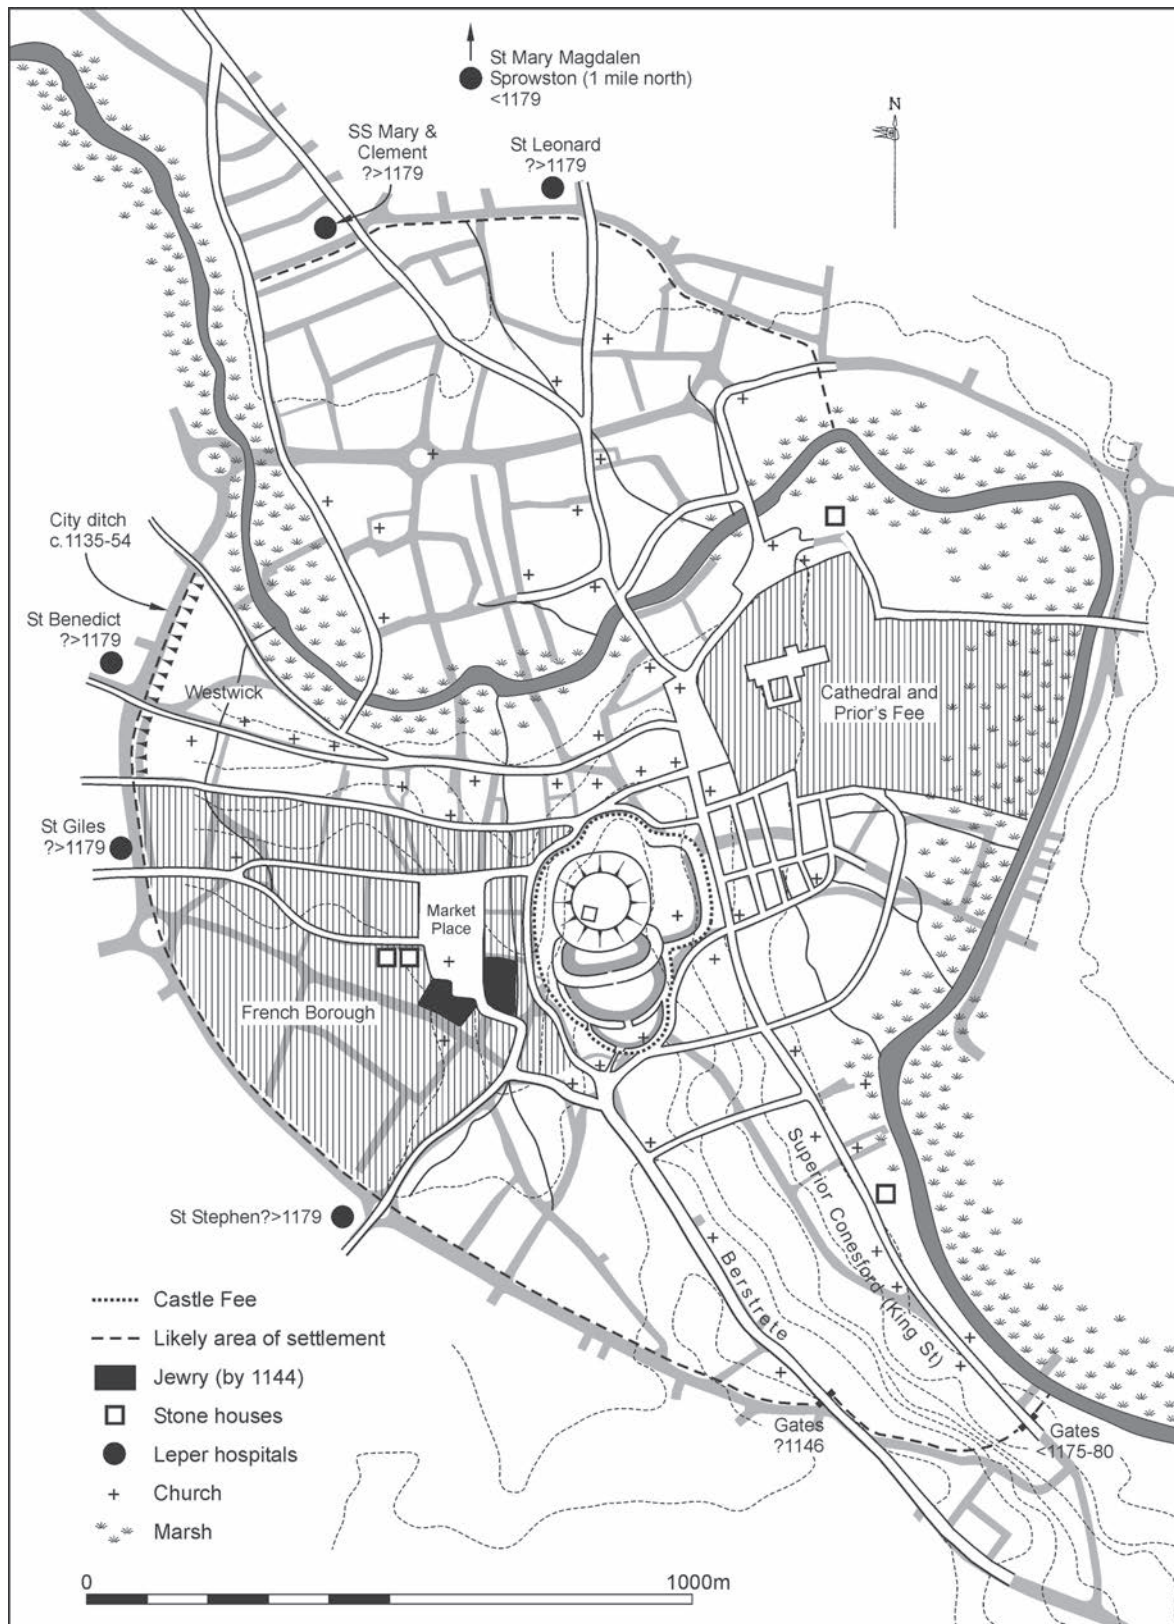 St Mary Magdalen
Sprowston (1 mile north)
<1179
N
SS Mary &
Clement
?>1179
St Leonard
?>1179
City ditch
c.1135-54
St Benedict
?>1179
Westwick
Cathedral and
Prior's Fee
St Giles
?>1179
Market
Place
French Borough
St Stephen?>1179
Superior Conesford (King St)
Berstrete
Gates
?1146
Gates
<1175-80
Castle Fee
Likely area of settlement
Jewry (by 1144)
Stone houses
Leper hospitals
Church
Marsh
0 1000m